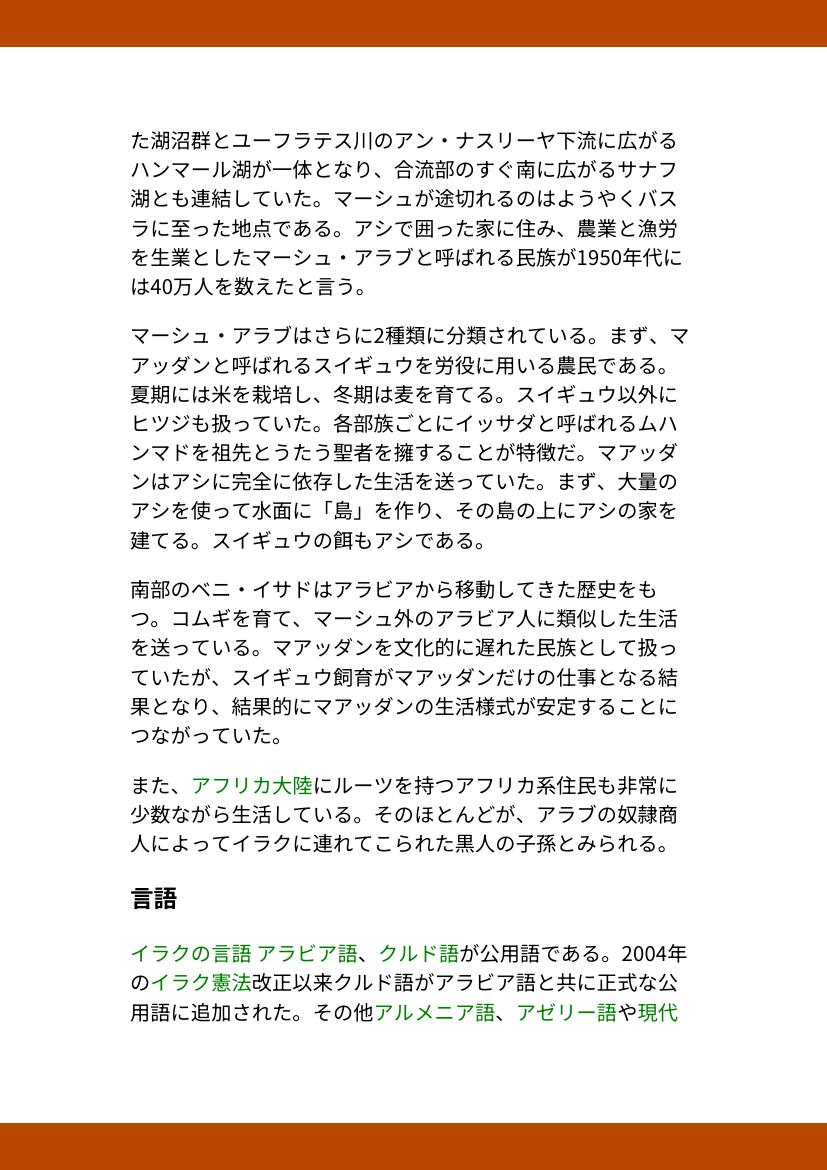 た湖沼群とユーフラテス川のアン・ナスリーヤ下流に広がる
ハンマール湖が一体となり、合流部のすぐ南に広がるサナフ
湖とも連結していた。マーシュが途切れるのはようやくバス
ラに至った地点である。アシで囲った家に住み、農業と漁労
を生業としたマーシュ・アラブと呼ばれる民族が1950年代に
は40万人を数えたと言う。
マーシュ・アラブはさらに2種類に分類されている。まず、マ
アッダンと呼ばれるスイギュウを労役に用いる農民である。
夏期には米を栽培し、冬期は麦を育てる。スイギュウ以外に
ヒツジも扱っていた。各部族ごとにイッサダと呼ばれるムハ
ンマドを祖先とうたう聖者を擁することが特徴だ。マアッダ
ンはアシに完全に依存した生活を送っていた。まず、大量の
アシを使って水面に「島」を作り、その島の上にアシの家を
建てる。スイギュウの餌もアシである。
南部のベニ・イサドはアラビアから移動してきた歴史をも
つ。コムギを育て、マーシュ外のアラビア人に類似した生活
を送っている。マアッダンを文化的に遅れた民族として扱っ
ていたが、スイギュウ飼育がマアッダンだけの仕事となる結
果となり、結果的にマアッダンの生活様式が安定することに
つながっていた。
また、アフリカ大陸にルーツを持つアフリカ系住民も非常に
少数ながら生活している。そのほとんどが、アラブの奴隷商
人によってイラクに連れてこられた黒人の子孫とみられる。
言語
イラクの言語 アラビア語、クルド語が公用語である。2004年
のイラク憲法改正以来クルド語がアラビア語と共に正式な公
用語に追加された。その他アルメニア語、アゼリー語や現代